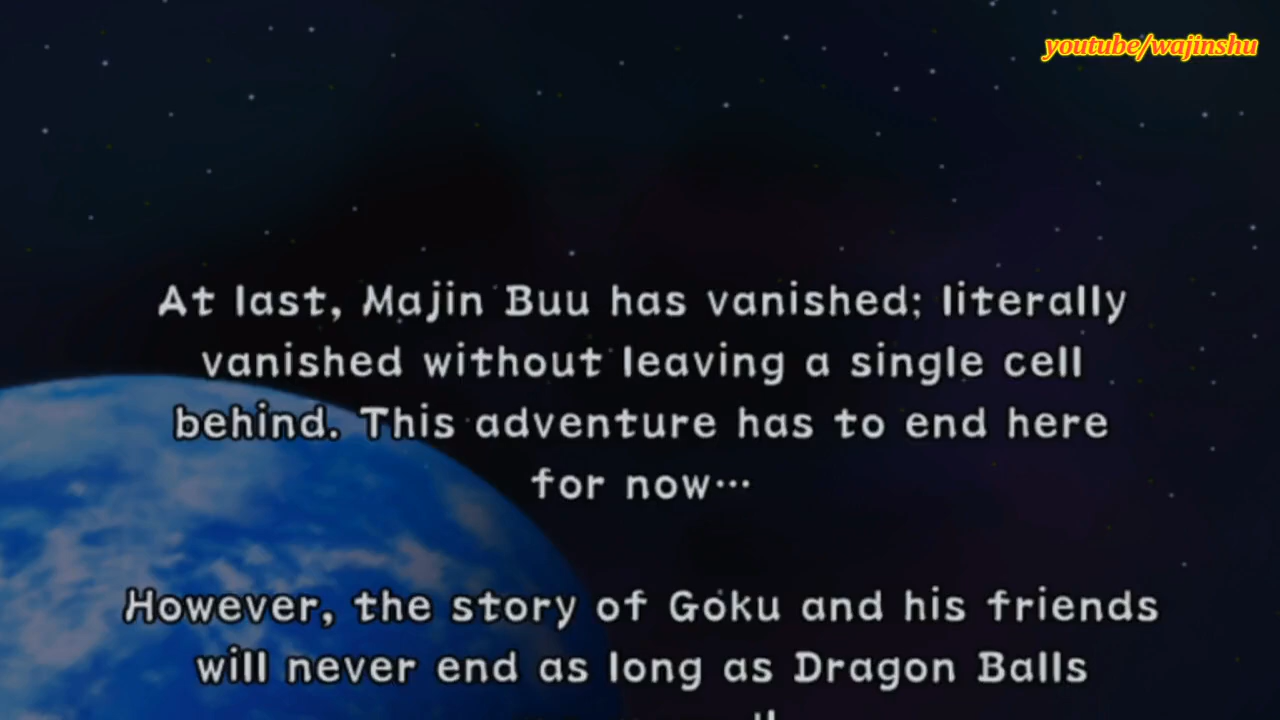 youtube/wajinshu
At last, Majin Buu has vanished; literally
vanished without leaving a single cell
behind. This adventure has to end here
for now…
However, the story of Goku and his friends
will never end as long as Dragon Balls